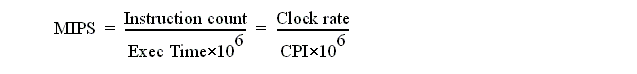 MIPS = Instruction count / Exec Time×10^6 = Clock rate / CPI×10^6